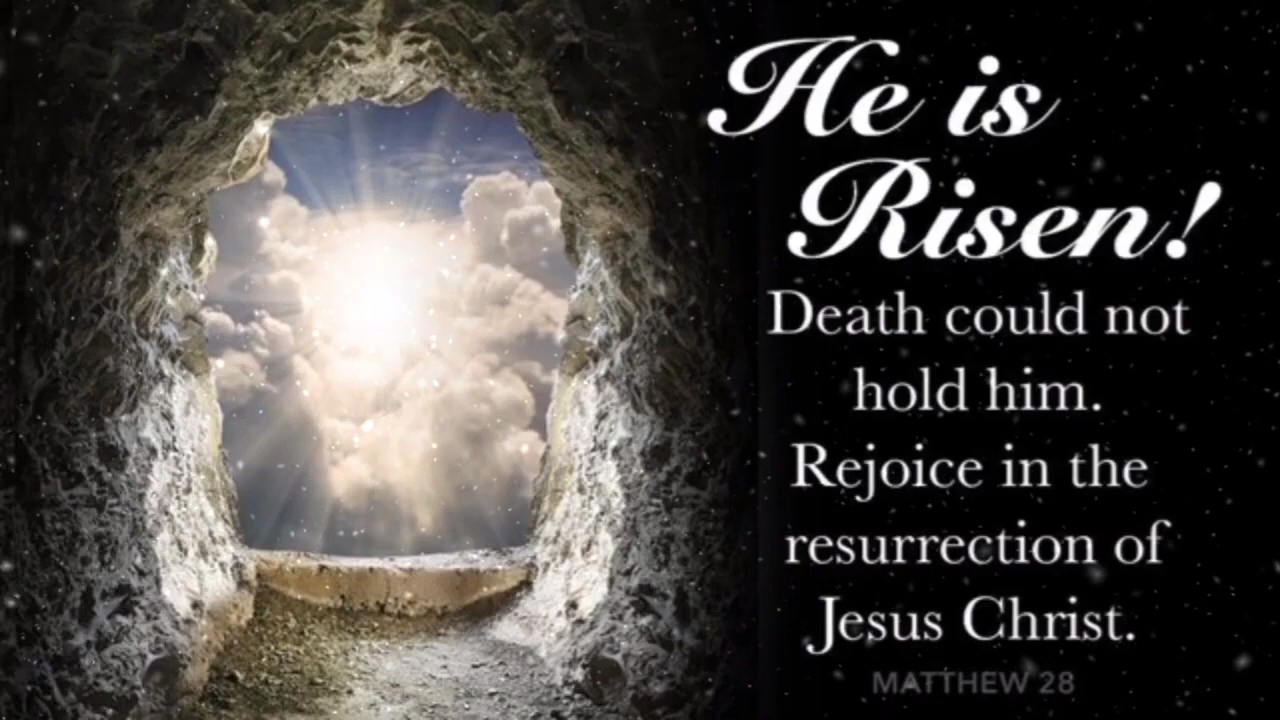 He is
Risen!
Death could not
hold him.
Rejoice in the
resurrection of
Jesus Christ.
MATTHEW 28